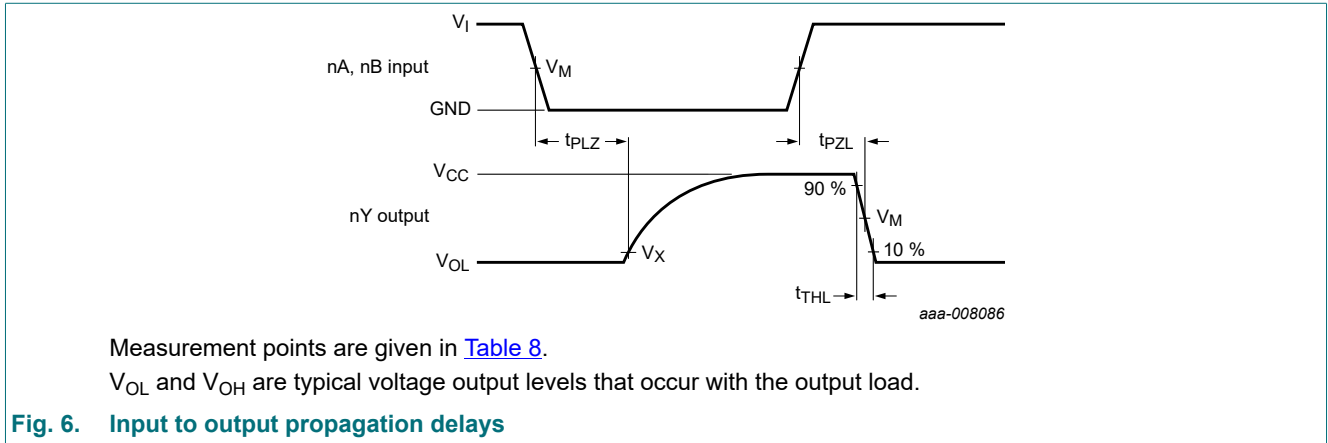 VI
nA, nB input
VM
GND
tPLZ
tPZL
VCC
90 %
nY output
VM
VX
10 %
VOL
tTHL
aaa-008086
Measurement points are given in Table 8.
VOL and VOH are typical voltage output levels that occur with the output load.
Fig. 6. Input to output propagation delays